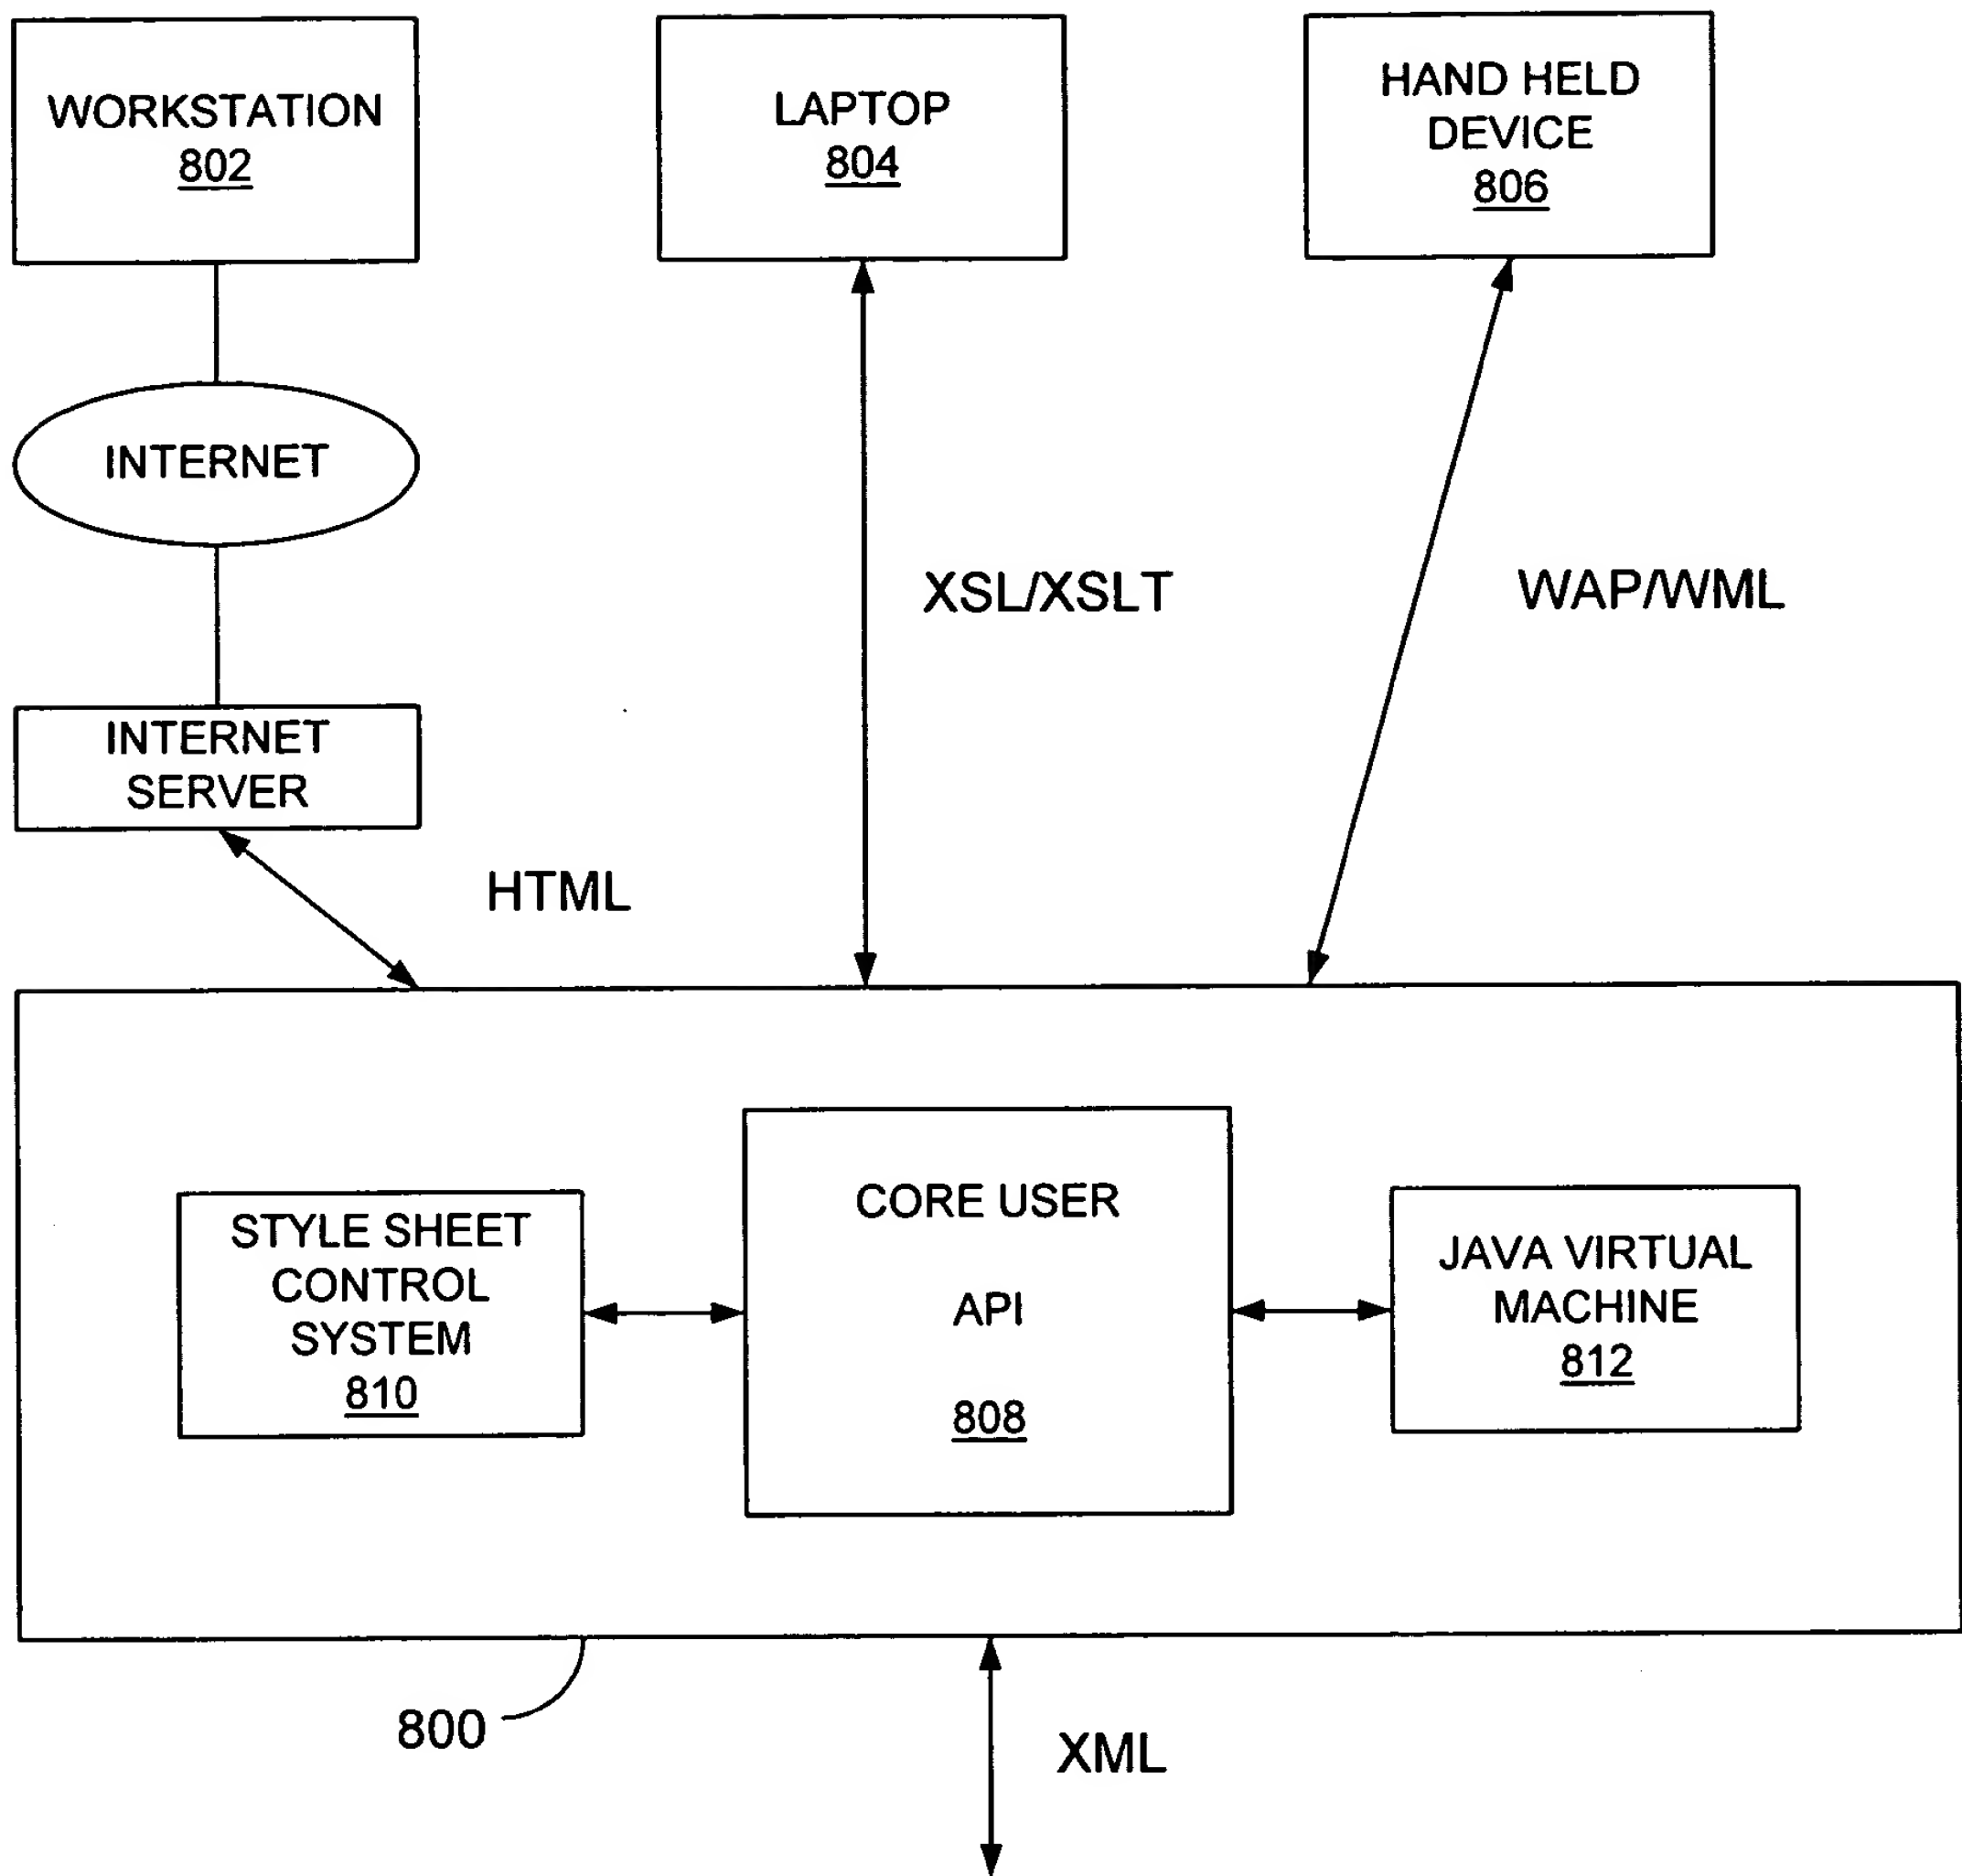 WORKSTATION
802
LAPTOP
804
HAND HELD
DEVICE
806
INTERNET
XSL/XSLT
WAP/WML
INTERNET
SERVER
HTML
STYLE SHEET
CONTROL
SYSTEM
810
CORE USER
API
808
JAVA VIRTUAL
MACHINE
812
800
XML